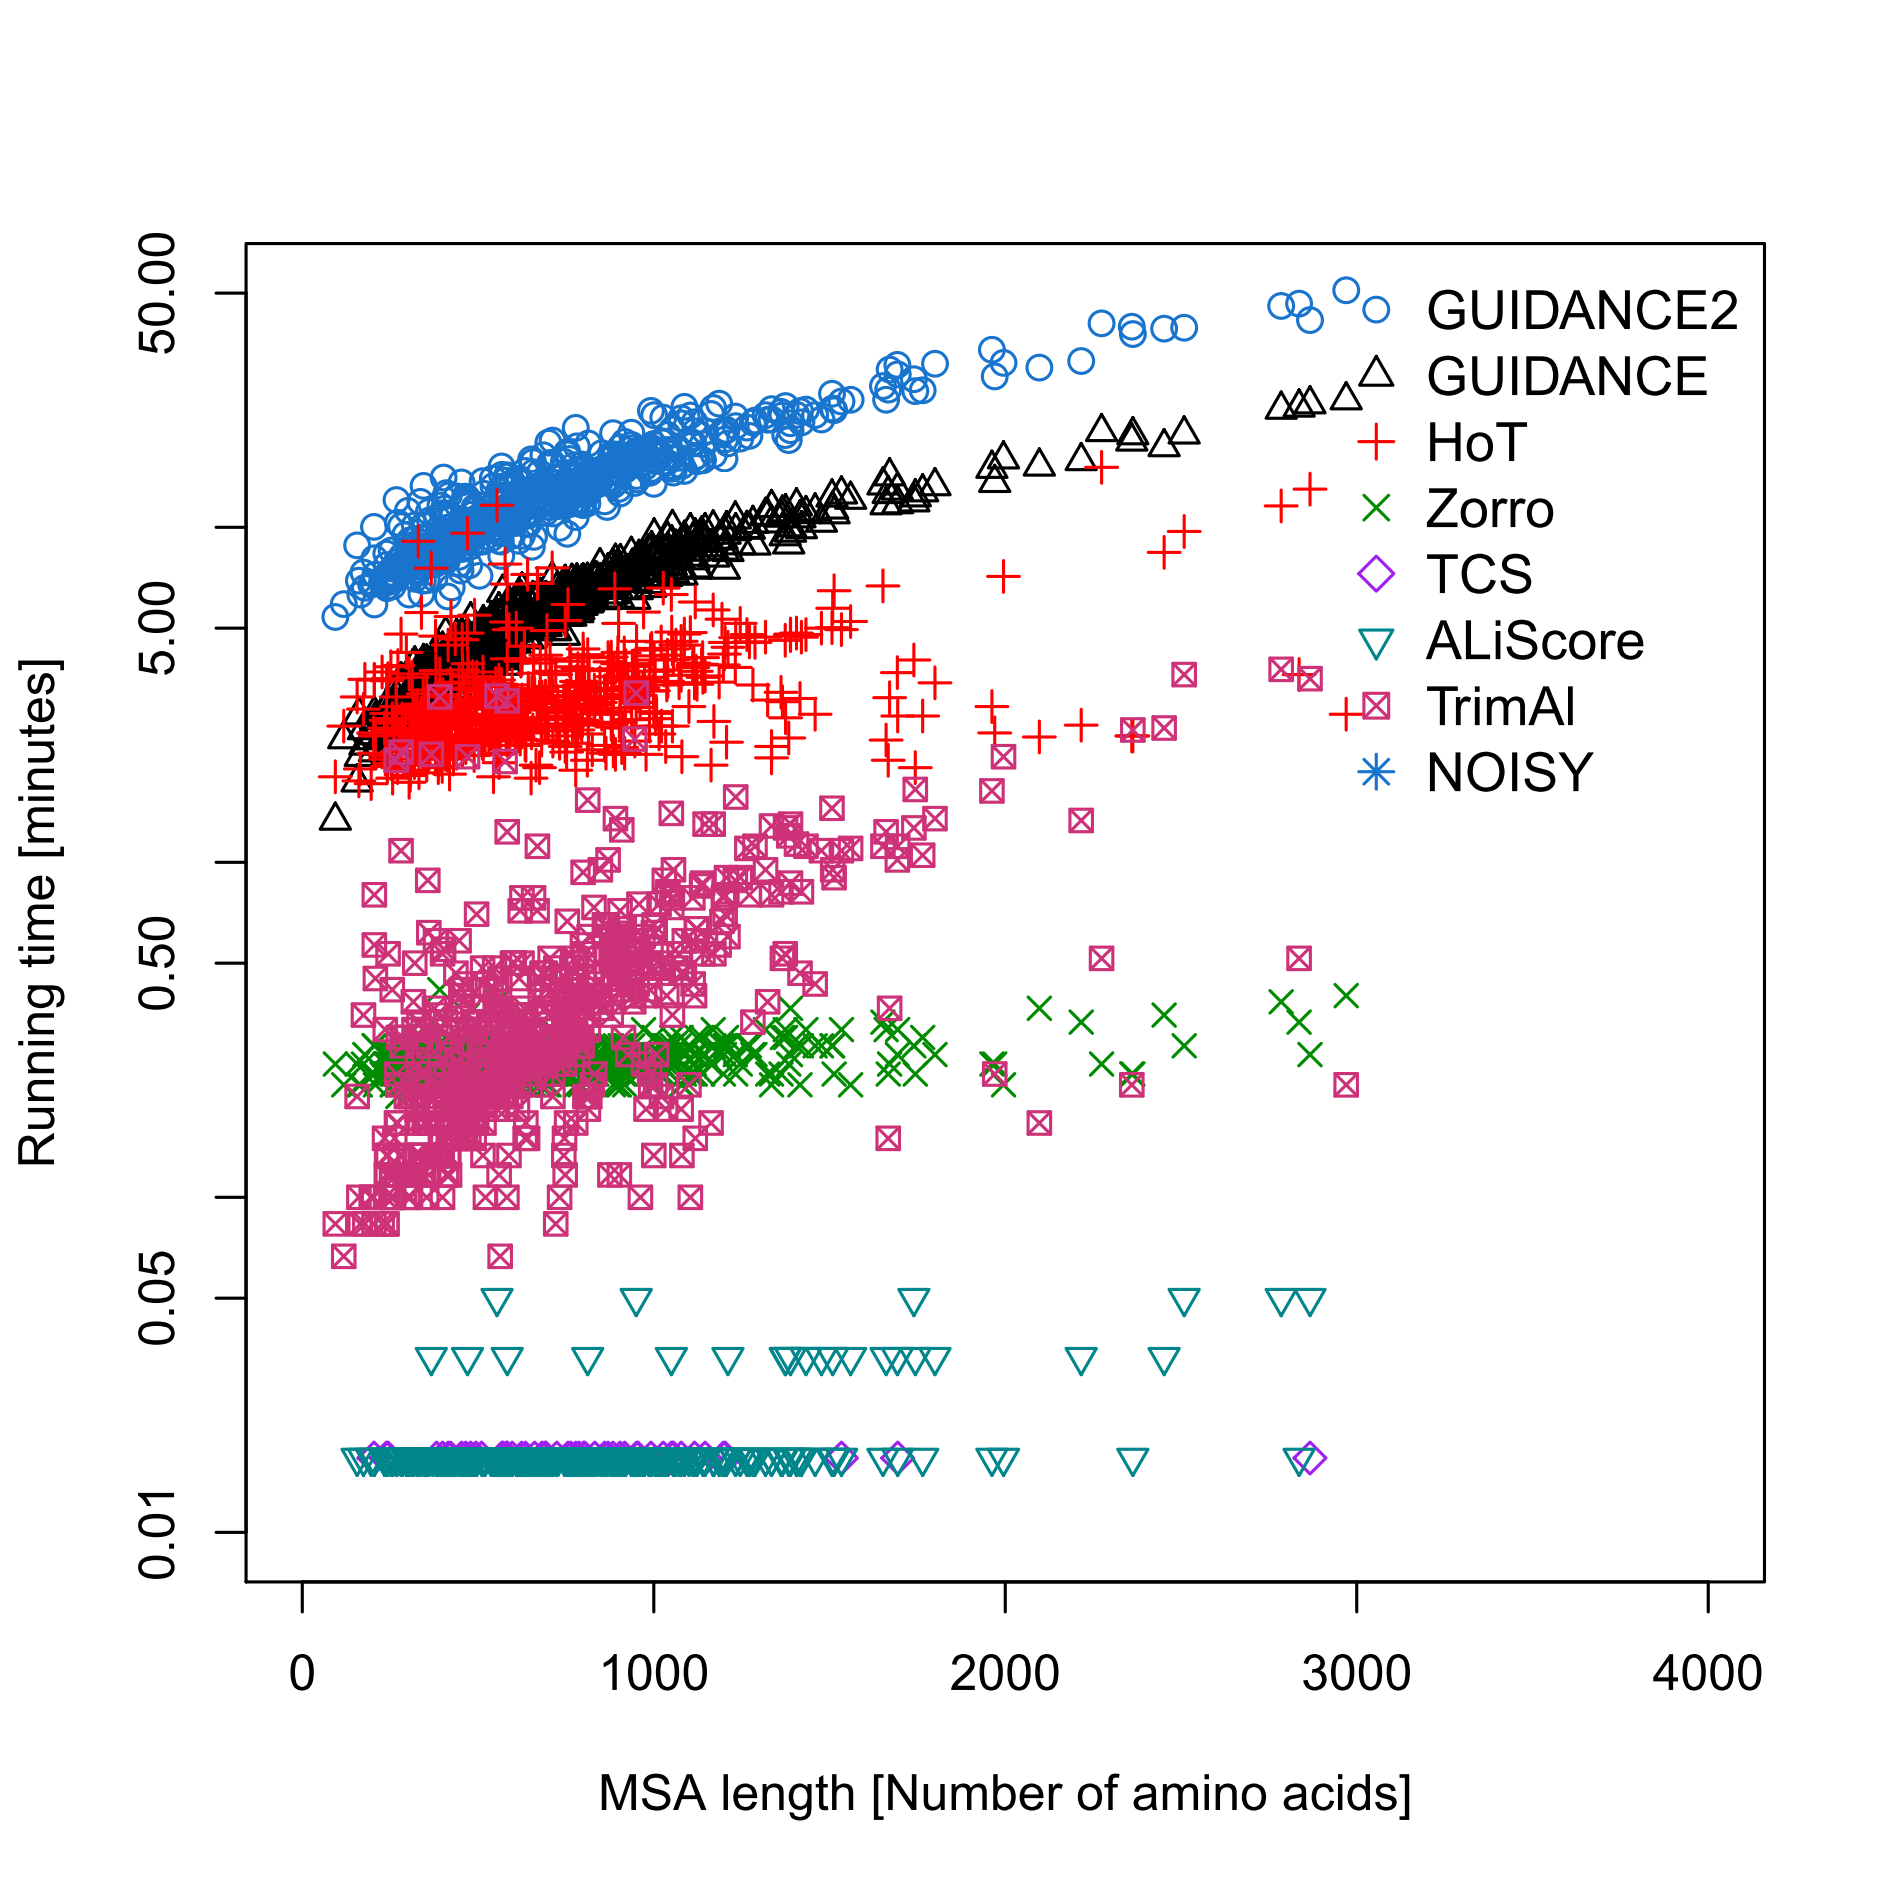 50.00
5.00
0.50
0.05
0.01
Running time [minutes]
GUIDANCE2
GUIDANCE
HoT
Zorro
TCS
ALiScore
TrimAl
NOISY
0 1000 2000 3000 4000
MSA length [Number of amino acids]